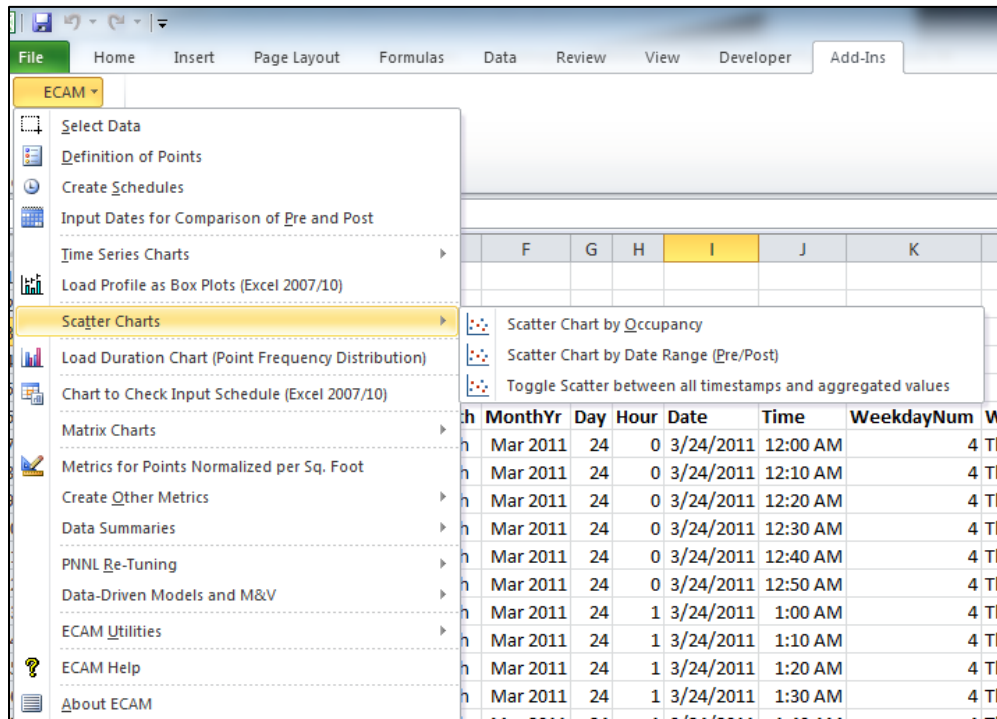 File Home Insert Page Layout Formulas Data Review View Developer Add-Ins
ECAM
Select Data
Definition of Points
Create Schedules
Input Dates for Comparison of Pre and Post
Time Series Charts
Load Profile as Box Plots (Excel 2007/10)
Scatter Charts
Load Duration Chart (Point Frequency Distribution)
Chart to Check Input Schedule (Excel 2007/10)
Matrix Charts
Metrics for Points Normalized per Sq. Foot
Create Other Metrics
Data Summaries
PNNL Re-Tuning
Data-Driven Models and M&V
ECAM Utilities
ECAM Help
About ECAM
F G H I J K
Scatter Chart by Occupancy
Scatter Chart by Date Range (Pre/Post)
Toggle Scatter between all timestamps and aggregated values
MonthYr Day Hour Date Time WeekdayNum
Mar 2011 24 0 3/24/2011 12:00 AM 4
Mar 2011 24 0 3/24/2011 12:10 AM 4
Mar 2011 24 0 3/24/2011 12:20 AM 4
Mar 2011 24 0 3/24/2011 12:30 AM 4
Mar 2011 24 0 3/24/2011 12:40 AM 4
Mar 2011 24 0 3/24/2011 12:50 AM 4
Mar 2011 24 1 3/24/2011 1:00 AM 4
Mar 2011 24 1 3/24/2011 1:10 AM 4
Mar 2011 24 1 3/24/2011 1:20 AM 4
Mar 2011 24 1 3/24/2011 1:30 AM 4